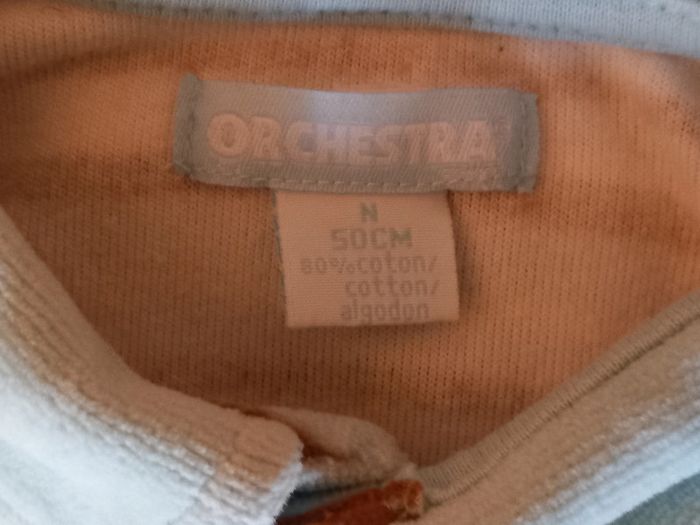 ORCHESTRA
N
50CM
80%coton/
cotton/
algodon